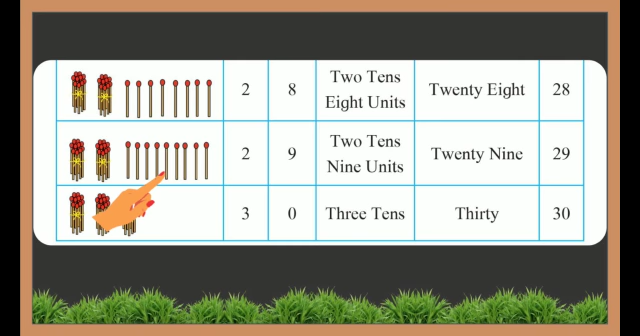 2 8 Two Tens Eight Units Twenty Eight 28
2 9 Two Tens Nine Units Twenty Nine 29
3 0 Three Tens Thirty 30